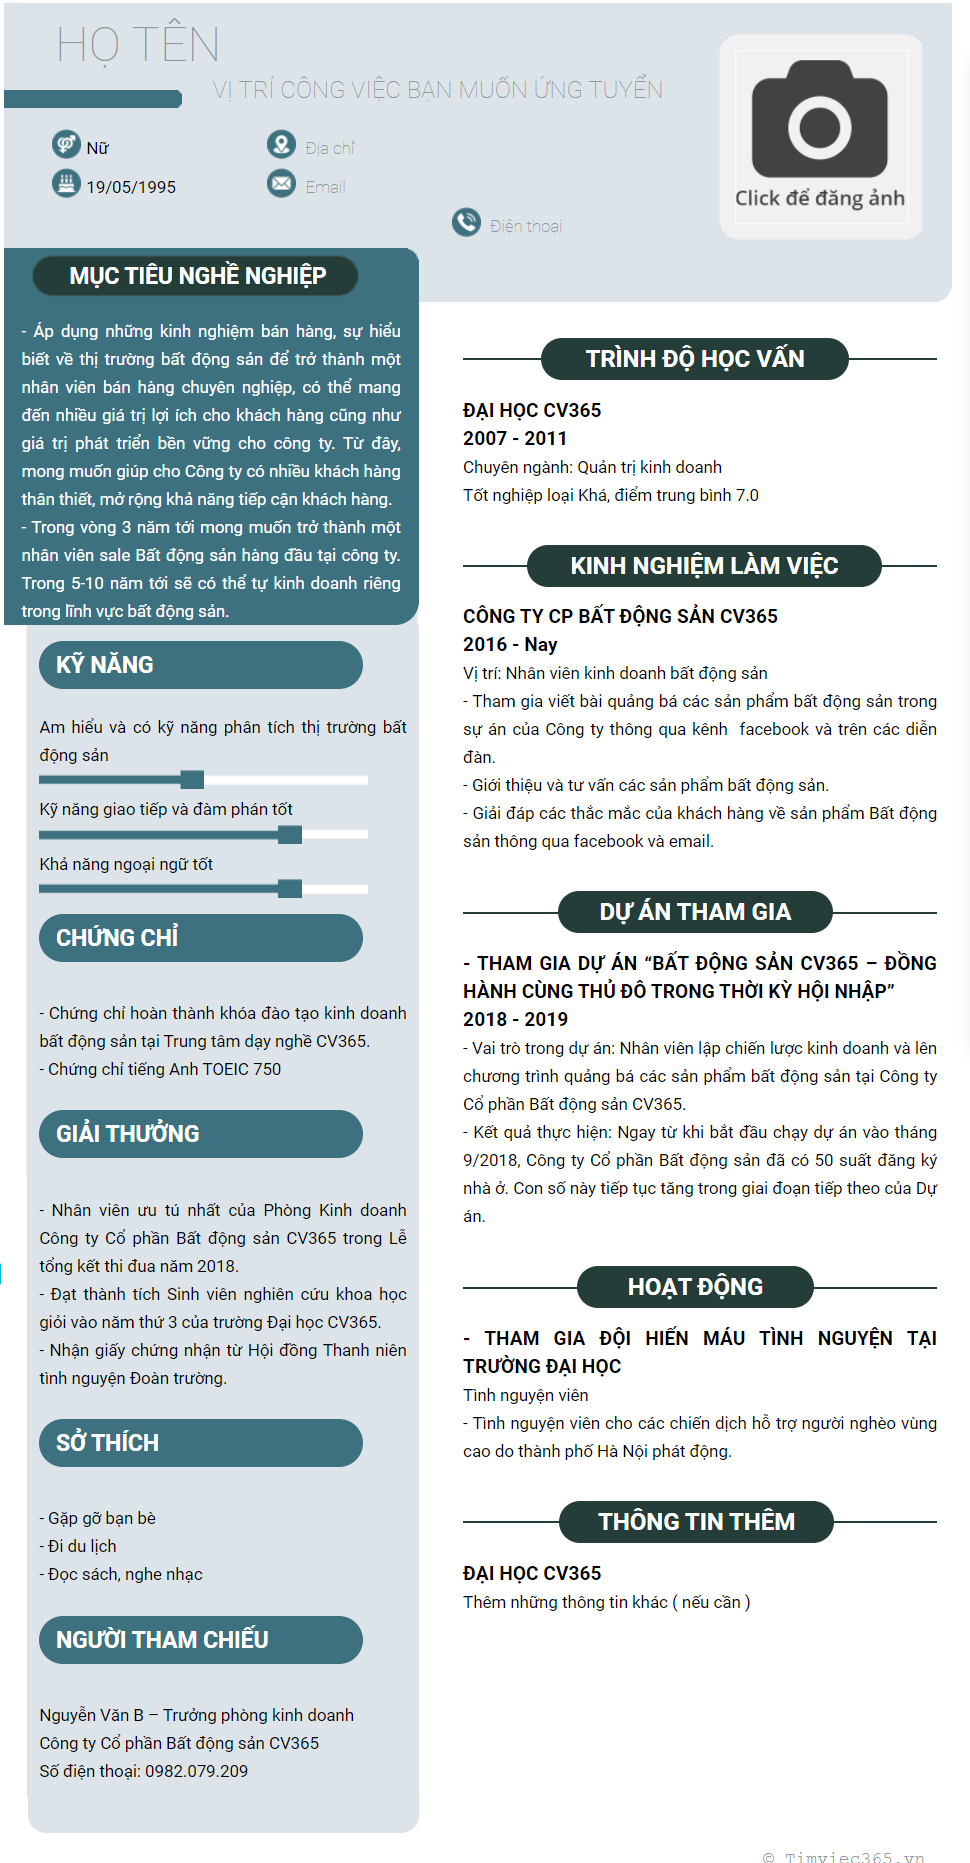 HỌ TÊN
VỊ TRÍ CÔNG VIỆC BẠN MUỐN ỨNG TUYỂN
Nữ
Địa chỉ
19/05/1995
Email
Điện thoại
Click để đăng ảnh
MỤC TIÊU NGHỀ NGHIỆP
- Áp dụng những kinh nghiệm bán hàng, sự hiểu
biết về thị trường bất động sản để trở thành một
nhân viên bán hàng chuyên nghiệp, có thể mang
đến nhiều giá trị lợi ích cho khách hàng cũng như
giá trị phát triển bền vững cho công ty. Từ đây,
mong muốn giúp cho Công ty có nhiều khách hàng
thân thiết, mở rộng khả năng tiếp cận khách hàng.
- Trong vòng 3 năm tới mong muốn trở thành một
nhân viên sale Bất động sản hàng đầu tại công ty.
Trong 5-10 năm tới sẽ có thể tự kinh doanh riêng
trong lĩnh vực bất động sản.
KỸ NĂNG
Am hiểu và có kỹ năng phân tích thị trường bất
động sản
Kỹ năng giao tiếp và đàm phán tốt
Khả năng ngoại ngữ tốt
CHỨNG CHỈ
- Chứng chỉ hoàn thành khóa đào tạo kinh doanh
bất động sản tại Trung tâm dạy nghề CV365.
- Chứng chỉ tiếng Anh TOEIC 750
GIẢI THƯỞNG
- Nhân viên ưu tú nhất của Phòng Kinh doanh
Công ty Cổ phần Bất động sản CV365 trong Lễ
tổng kết thi đua năm 2018.
- Đạt thành tích Sinh viên nghiên cứu khoa học
giỏi vào năm thứ 3 của trường Đại học CV365.
- Nhận giấy chứng nhận từ Hội đồng Thanh niên
tình nguyện Đoàn trường.
SỞ THÍCH
- Gặp gỡ bạn bè
- Đi du lịch
- Đọc sách, nghe nhạc
NGƯỜI THAM CHIẾU
Nguyễn Văn B – Trưởng phòng kinh doanh
Công ty Cổ phần Bất động sản CV365
Số điện thoại: 0982.079.209
TRÌNH ĐỘ HỌC VẤN
ĐẠI HỌC CV365
2007 - 2011
Chuyên ngành: Quản trị kinh doanh
Tốt nghiệp loại Khá, điểm trung bình 7.0
KINH NGHIỆM LÀM VIỆC
CÔNG TY CP BẤT ĐỘNG SẢN CV365
2016 - Nay
Vị trí: Nhân viên kinh doanh bất động sản
- Tham gia viết bài quảng bá các sản phẩm bất động sản trong
sự án của Công ty thông qua kênh  facebook và trên các diễn
đàn.
- Giới thiệu và tư vấn các sản phẩm bất động sản.
- Giải đáp các thắc mắc của khách hàng về sản phẩm Bất động
sản thông qua facebook và email.
DỰ ÁN THAM GIA
- THAM GIA DỰ ÁN “BẤT ĐỘNG SẢN CV365 – ĐỒNG
HÀNH CÙNG THỦ ĐÔ TRONG THỜI KỲ HỘI NHẬP”
2018 - 2019
- Vai trò trong dự án: Nhân viên lập chiến lược kinh doanh và lên
chương trình quảng bá các sản phẩm bất động sản tại Công ty
Cổ phần Bất động sản CV365.
- Kết quả thực hiện: Ngay từ khi bắt đầu chạy dự án vào tháng
9/2018, Công ty Cổ phần Bất động sản đã có 50 suất đăng ký
nhà ở. Con số này tiếp tục tăng trong giai đoạn tiếp theo của Dự
án.
HOẠT ĐỘNG
- THAM GIA ĐỘI HIẾN MÁU TÌNH NGUYỆN TẠI
TRƯỜNG ĐẠI HỌC
Tình nguyện viên
- Tình nguyện viên cho các chiến dịch hỗ trợ người nghèo vùng
cao do thành phố Hà Nội phát động.
THÔNG TIN THÊM
ĐẠI HỌC CV365
Thêm những thông tin khác ( nếu cần )
© Timviec365.vn